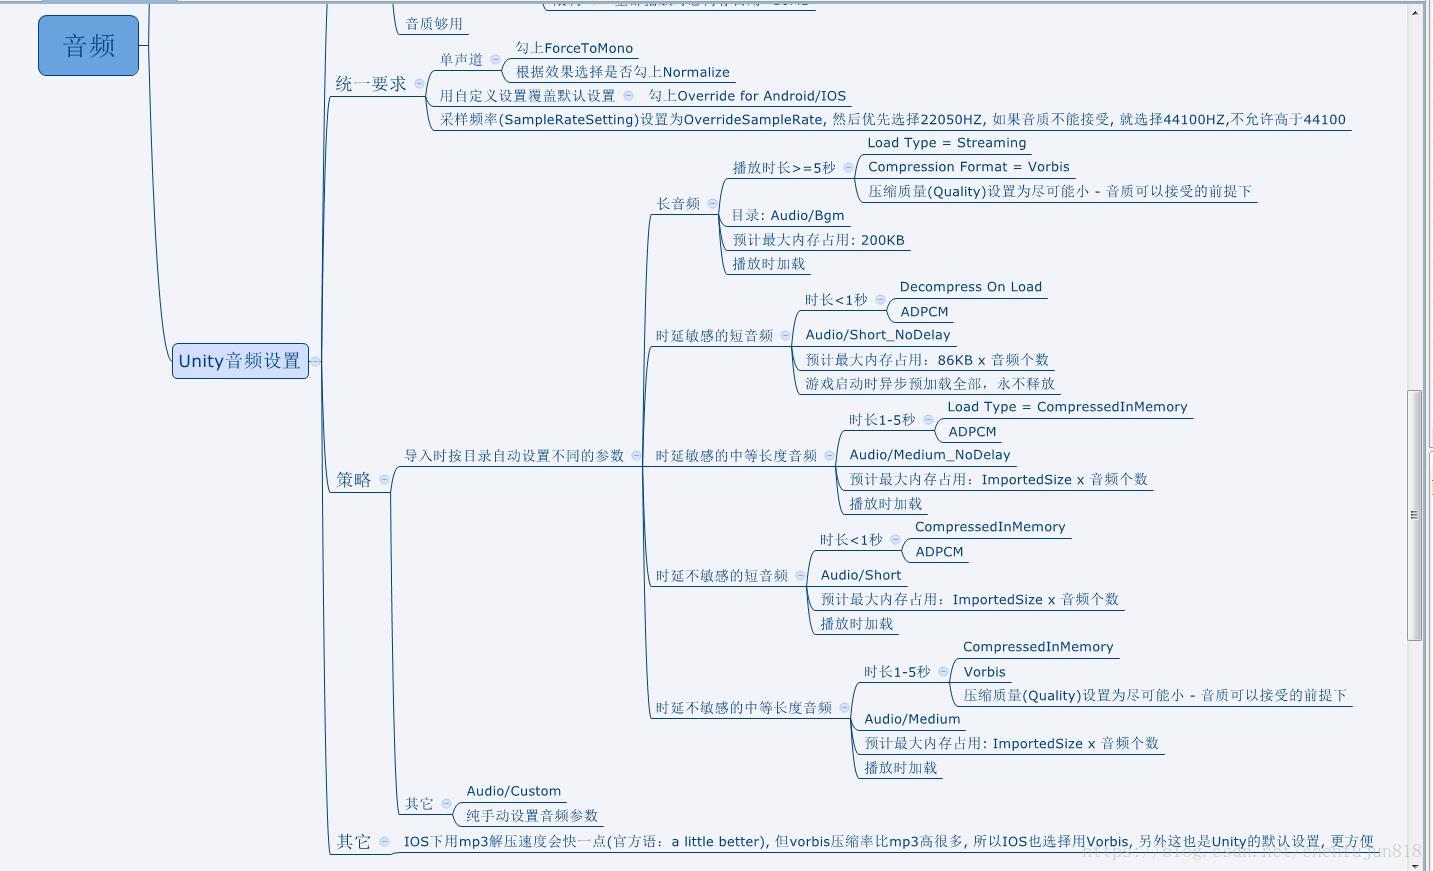 音频
音质够用
统一要求
单声道
勾上ForceToMono
根据效果选择是否勾上Normalize
用自定义设置覆盖默认设置
勾上Override for Android/IOS
采样频率(SampleRateSetting)设置为OverrideSampleRate, 然后优先选择22050HZ, 如果音质不能接受, 就选择44100HZ,不允许高于44100
Unity音频设置
策略
导入时按目录自动设置不同的参数
长音频
播放时长>=5秒
Load Type = Streaming
Compression Format = Vorbis
压缩质量(Quality)设置为尽可能小 - 音质可以接受的前提下
目录: Audio/Bgm
预计最大内存占用: 200KB
播放时加载
时延敏感的短音频
时长<1秒
Decompress On Load
ADPCM
Audio/Short_NoDelay
预计最大内存占用：86KB x 音频个数
游戏启动时异步预加载全部，永不释放
时延敏感的中等长度音频
时长1-5秒
Load Type = CompressedInMemory
ADPCM
Audio/Medium_NoDelay
预计最大内存占用：ImportedSize x 音频个数
播放时加载
时延不敏感的短音频
时长<1秒
CompressedInMemory
ADPCM
Audio/Short
预计最大内存占用：ImportedSize x 音频个数
播放时加载
时延不敏感的中等长度音频
时长1-5秒
CompressedInMemory
Vorbis
压缩质量(Quality)设置为尽可能小 - 音质可以接受的前提下
Audio/Medium
预计最大内存占用: ImportedSize x 音频个数
播放时加载
其它
Audio/Custom
纯手动设置音频参数
其它
IOS下用mp3解压速度会快一点(官方语：a little better), 但vorbis压缩率比mp3高很多, 所以IOS也选择用Vorbis, 另外这也是Unity的默认设置, 更方便
https://blog.csdn.net/chenfujun818